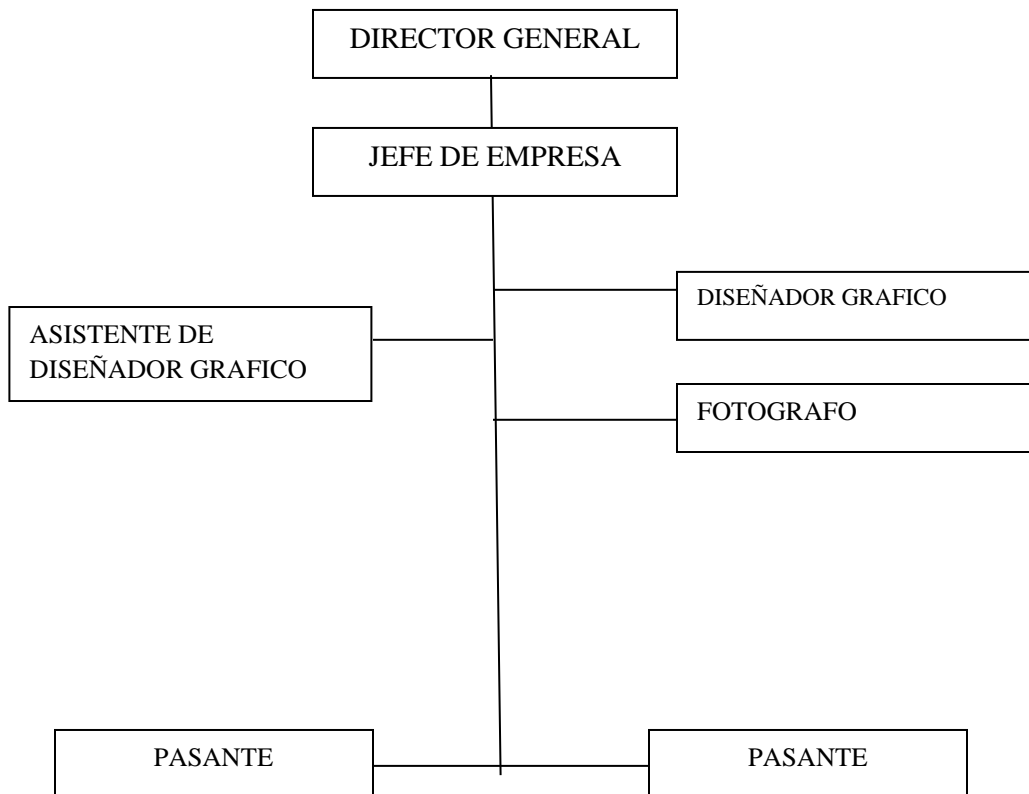 DIRECTOR GENERAL
JEFE DE EMPRESA
DISEÑADOR GRAFICO
ASISTENTE DE
DISEÑADOR GRAFICO
FOTOGRAFO
PASANTE
PASANTE